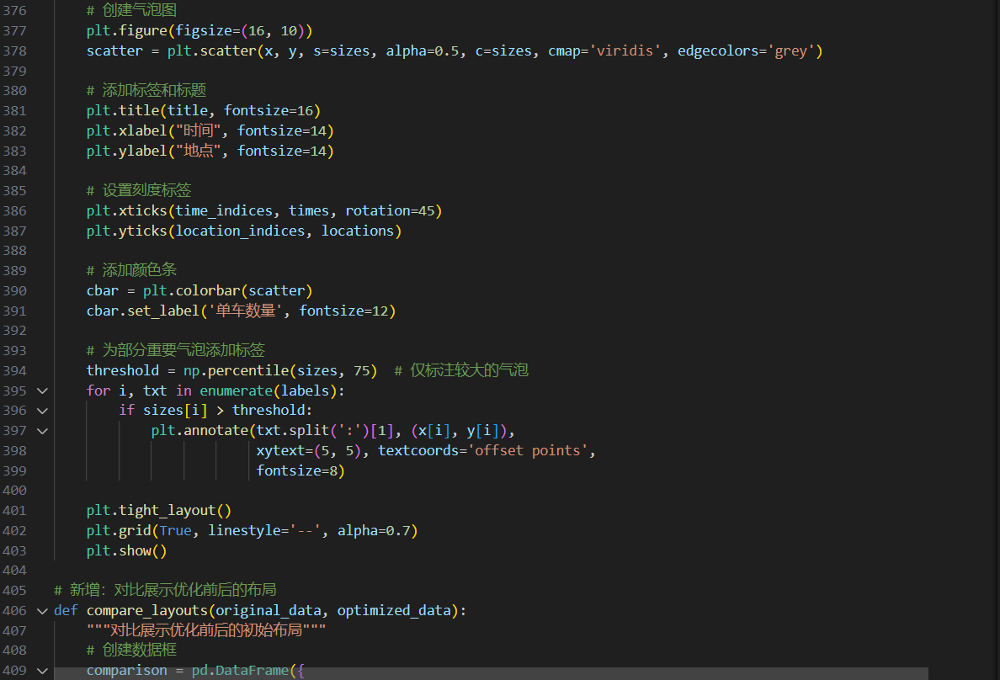 376 # 创建气泡图
377 plt.figure(figsize=(16, 10))
378 scatter = plt.scatter(x, y, s=sizes, alpha=0.5, c=sizes, cmap='viridis', edgecolors='grey')
379
380 # 添加标签和标题
381 plt.title(title, fontsize=16)
382 plt.xlabel("时间", fontsize=14)
383 plt.ylabel("地点", fontsize=14)
384
385 # 设置刻度标签
386 plt.xticks(time_indices, times, rotation=45)
387 plt.yticks(location_indices, locations)
388
389 # 添加颜色条
390 cbar = plt.colorbar(scatter)
391 cbar.set_label('单车数量', fontsize=12)
392
393 # 为部分重要气泡添加标签
394 threshold = np.percentile(sizes, 75)  # 仅标注较大的气泡
395 for i, txt in enumerate(labels):
396 if sizes[i] > threshold:
397 plt.annotate(txt.split(':')[1], (x[i], y[i]),
398 xytext=(5, 5), textcoords='offset points',
399 fontsize=8)
400
401 plt.tight_layout()
402 plt.grid(True, linestyle='--', alpha=0.7)
403 plt.show()
404
405 # 新增：对比展示优化前后的布局
406 def compare_layouts(original_data, optimized_data):
407 """对比展示优化前后的初始布局"""
408 # 创建数据框
409 comparison = pd.DataFrame({